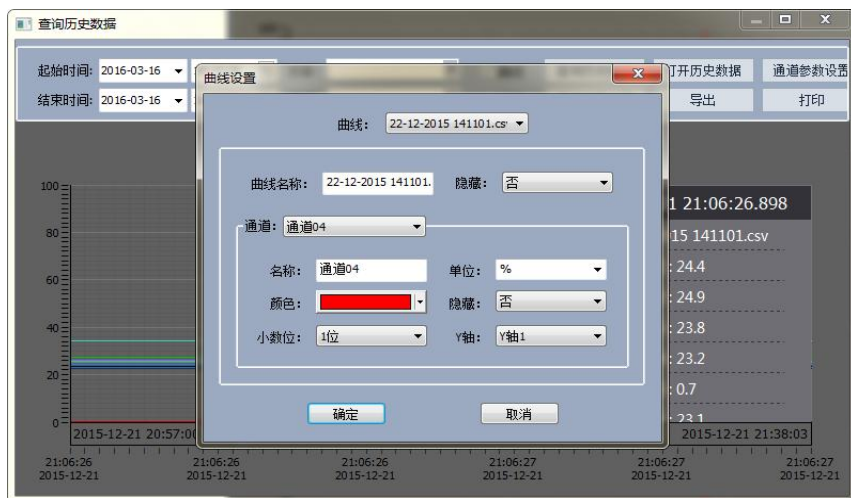 查询历史数据
起始时间: 2016-03-16
打开历史数据
通道参数设置
结束时间: 2016-03-16
导出
打印
曲线设置
曲线: 22-12-2015 141101.cs
曲线名称: 22-12-2015 141101.
隐藏: 否
通道: 通道04
名称: 通道04
单位: %
颜色:
隐藏: 否
小数位: 1位
Y轴: Y轴1
确定
取消
100
80
60
40
20
0
1 21:06:26.898
15 141101.csv
: 24.4
: 24.9
: 23.8
: 23.2
: 0.7
: 23.1
2015-12-21 20:57:0
2015-12-21 21:38:03
21:06:26 21:06:26 21:06:26 21:06:27 21:06:27 21:06:27
2015-12-21 2015-12-21 2015-12-21 2015-12-21 2015-12-21 2015-12-21